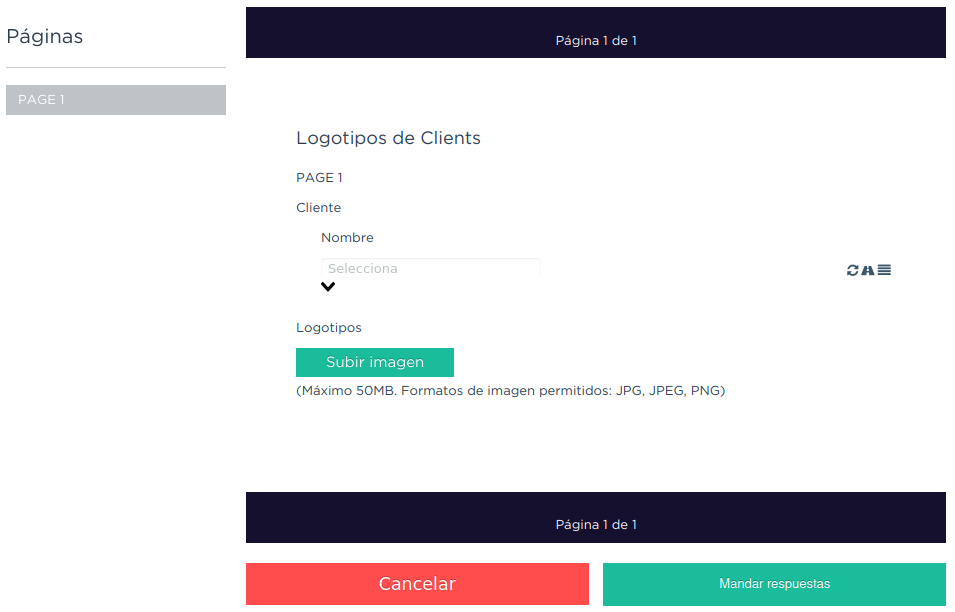 Páginas
PAGE 1
Página 1 de 1
Logotipos de Clients
PAGE 1
Cliente
Nombre
Selecciona
Logotipos
Subir imagen
(Máximo 50MB. Formatos de imagen permitidos: JPG, JPEG, PNG)
Página 1 de 1
Cancelar
Mandar respuestas